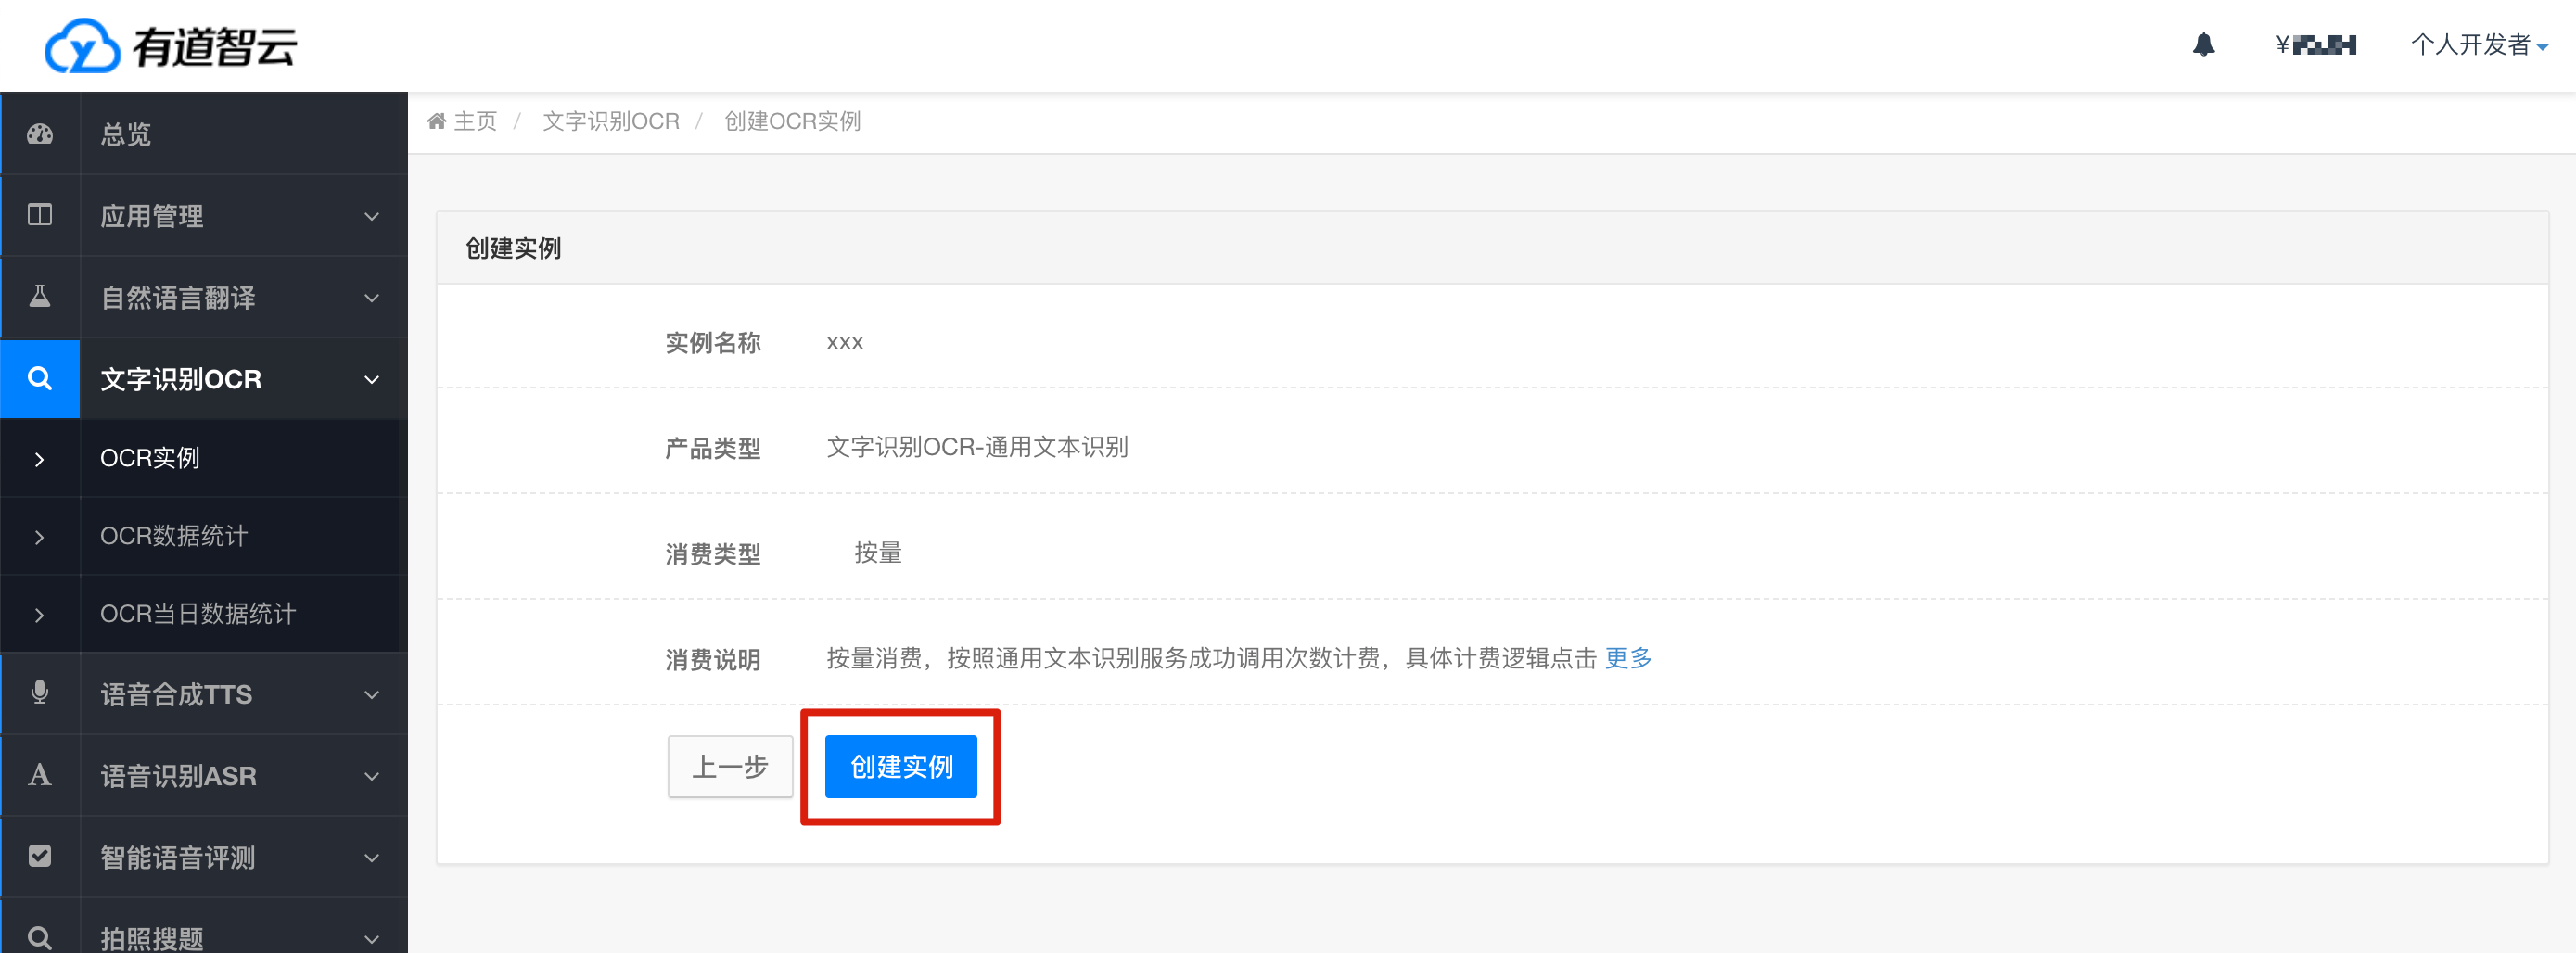 有道智云
¥
个人开发者
主页 / 文字识别OCR / 创建OCR实例
总览
应用管理
自然语言翻译
文字识别OCR
OCR实例
OCR数据统计
OCR当日数据统计
语音合成TTS
语音识别ASR
智能语音评测
拍照搜题
创建实例
实例名称 xxx
产品类型 文字识别OCR-通用文本识别
消费类型 按量
消费说明 按量消费，按照通用文本识别服务成功调用次数计费，具体计费逻辑点击 更多
上一步 创建实例